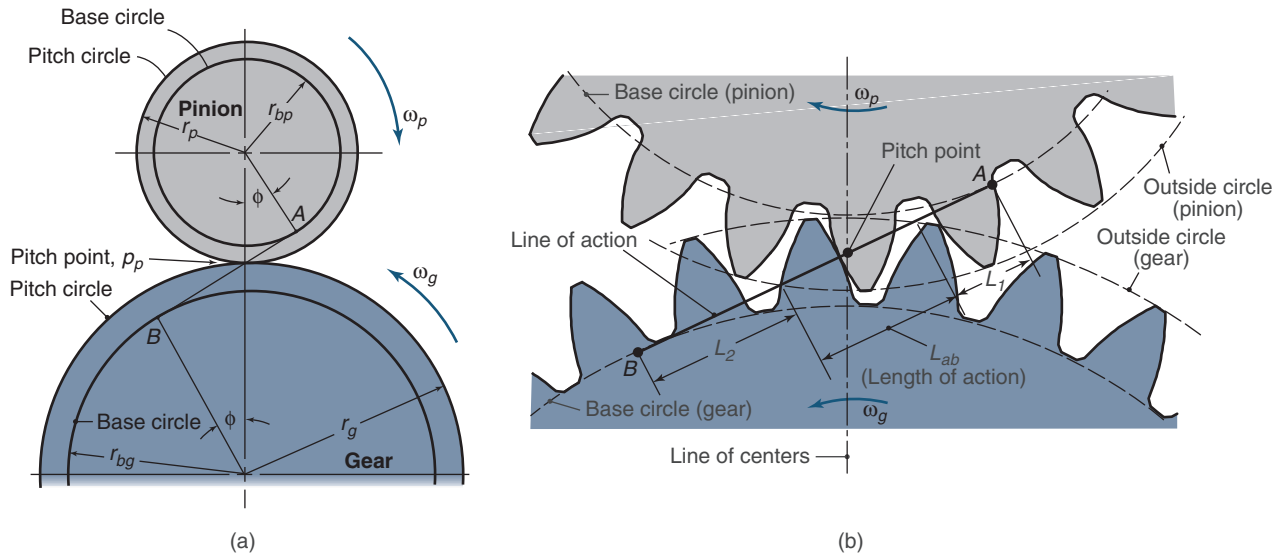 Base circle
Pitch circle
Pinion
r_p
r_bp
ω_p
ϕ
A
Pitch point, p_p
Pitch circle
ω_g
B
Base circle
ϕ
r_g
r_bg
Gear
(a)
Base circle (pinion)
ω_p
Pitch point
A
Outside circle
(pinion)
Line of action
Outside circle
(gear)
L_1
L_2
L_ab
(Length of action)
B
Base circle (gear)
ω_g
Line of centers
(b)